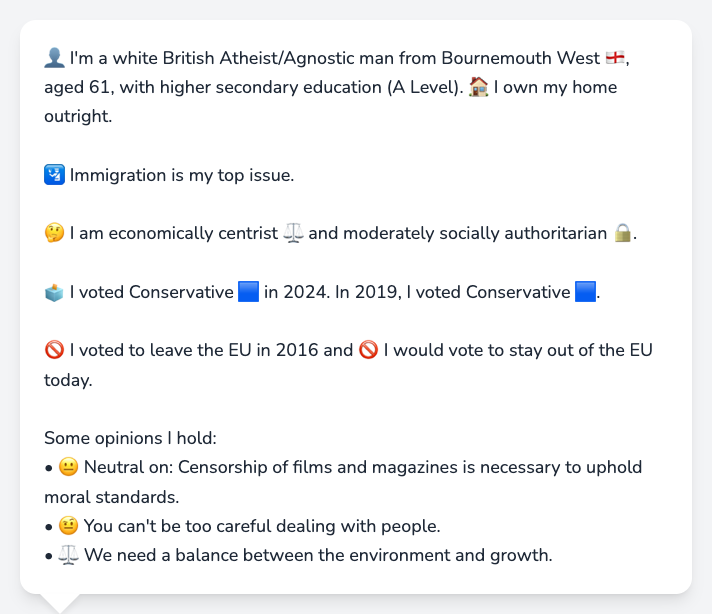 👤 I'm a white British Atheist/Agnostic man from Bournemouth West 🏴󠁧󠁢󠁥󠁮󠁧󠁿,
aged 61, with higher secondary education (A Level). 🏠 I own my home
outright.
🛂 Immigration is my top issue.
🤔 I am economically centrist ⚖️ and moderately socially authoritarian 🔒.
🗳️ I voted Conservative 🟦 in 2024. In 2019, I voted Conservative 🟦.
🚫 I voted to leave the EU in 2016 and 🚫 I would vote to stay out of the EU
today.
Some opinions I hold:
• 😐 Neutral on: Censorship of films and magazines is necessary to uphold
moral standards.
• 🤨 You can't be too careful dealing with people.
• ⚖️ We need a balance between the environment and growth.